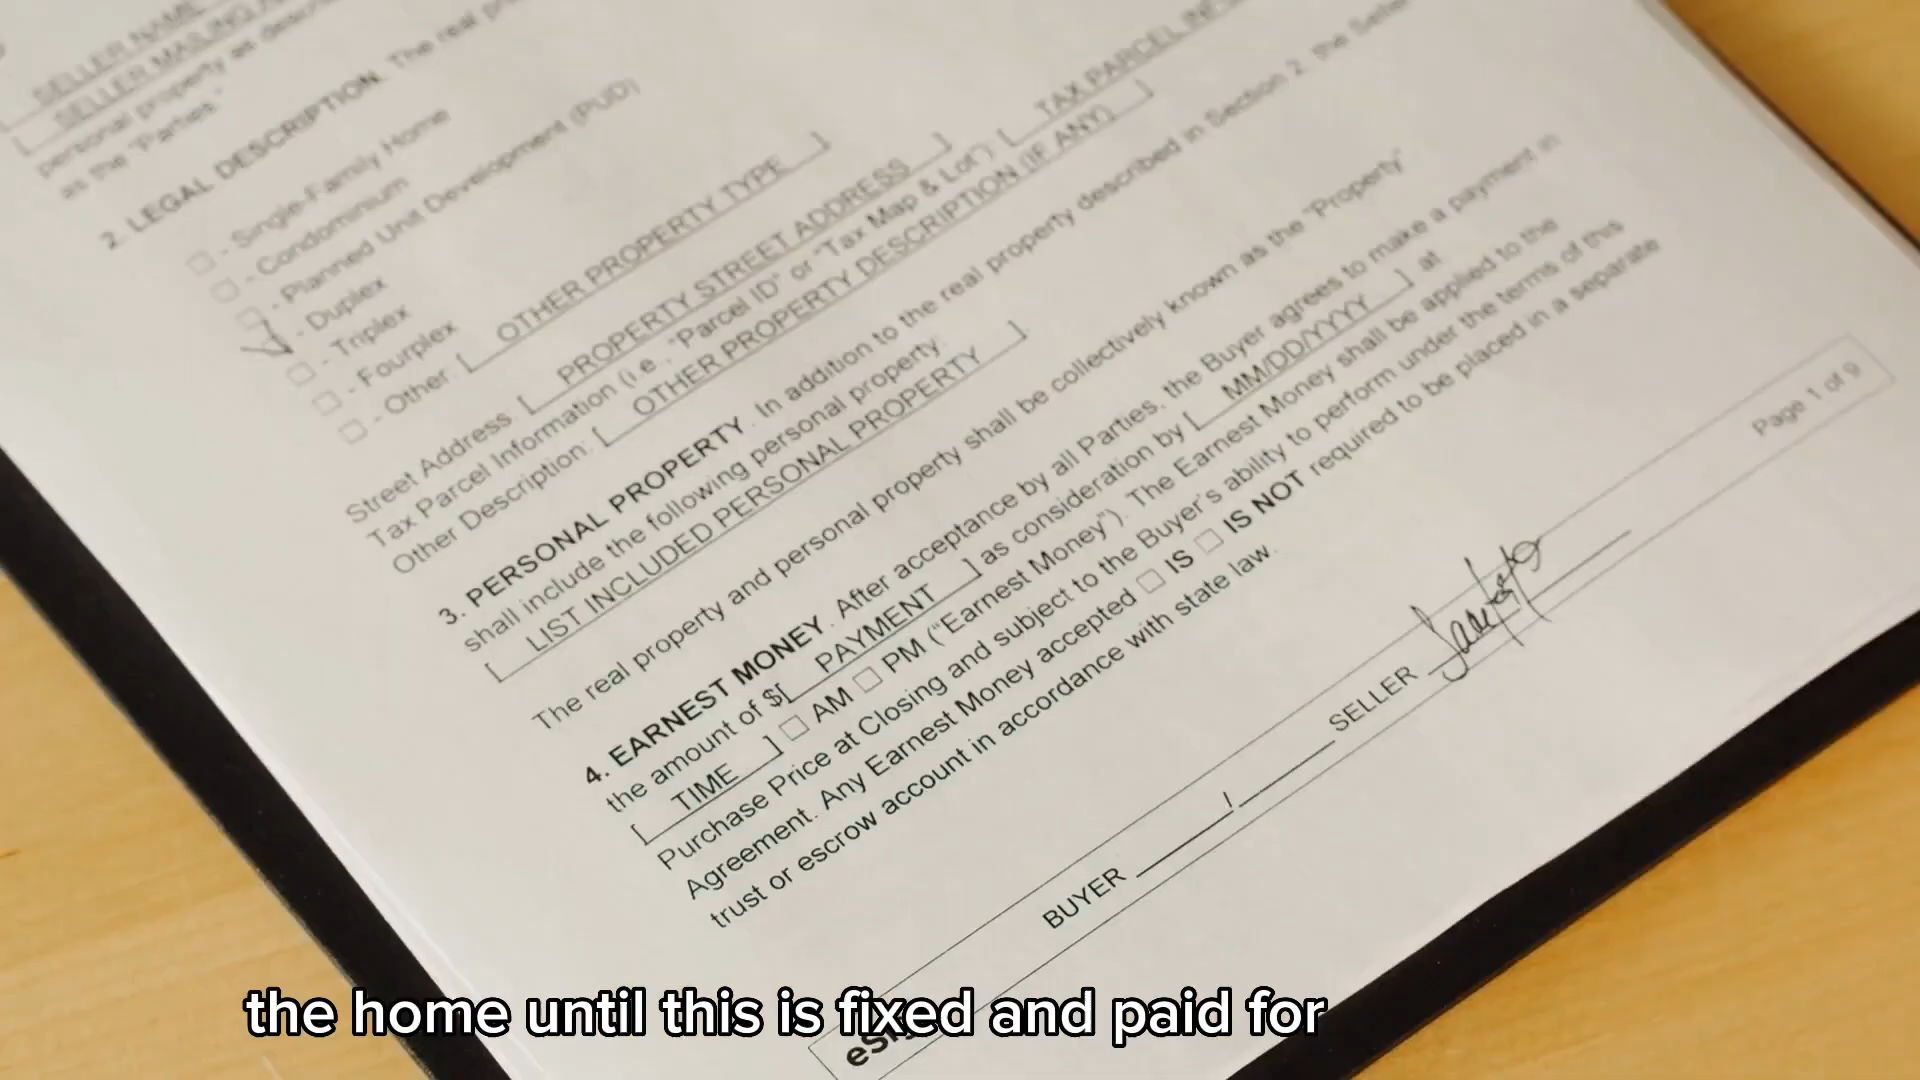 SELLER NAME
SELLER MAILING
personal property as
as the "Parties."
2. LEGAL DESCRIPTION. The real
- Single-Family Home
- Condominium
- Planned Unit Development (PUD)
- Duplex
- Triplex
- Fourplex
- Other: [ OTHER PROPERTY TYPE ]
Street Address: [ PROPERTY STREET ADDRESS ]
Tax Parcel Information (i.e., "Parcel ID" or "Tax Map & Lot"): [ TAX PARCEL
Other Description: [ OTHER PROPERTY DESCRIPTION (IF ANY) ]
3. PERSONAL PROPERTY. In addition to the real property described in Section 2, the Seller
shall include the following personal property:
[ LIST INCLUDED PERSONAL PROPERTY ]
The real property and personal property shall be collectively known as the "Property"
4. EARNEST MONEY. After acceptance by all Parties, the Buyer agrees to make a payment in
the amount of $[ PAYMENT ] as consideration by [ MM/DD/YYYY ] at
[ TIME ] ☐ AM ☐ PM ("Earnest Money"). The Earnest Money shall be applied to the
Purchase Price at Closing and subject to the Buyer's ability to perform under the terms of this
Agreement. Any Earnest Money accepted ☐ IS ☐ IS NOT required to be placed in a separate
trust or escrow account in accordance with state law.
BUYER / SELLER
Page 1 of 9
the home until this is fixed and paid for